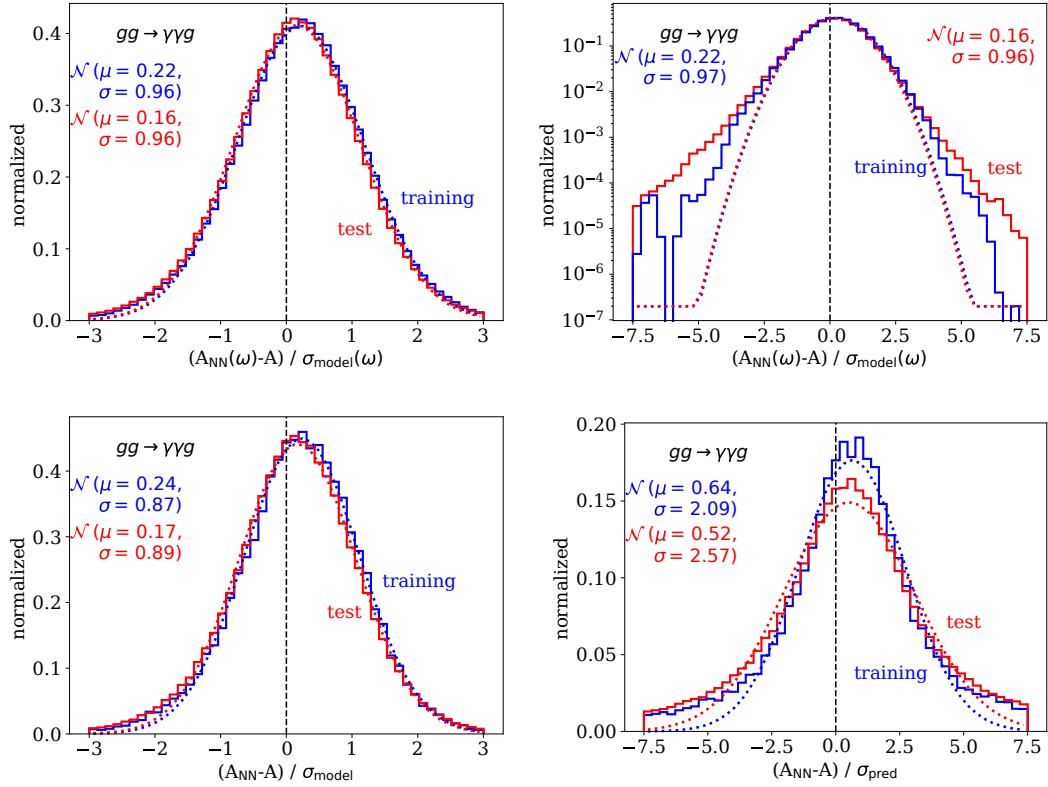 gg → γγg
𝒩(μ = 0.22,
σ = 0.96)
𝒩(μ = 0.16,
σ = 0.96)
training
test
normalized
0.4
0.3
0.2
0.1
0.0
−3 −2 −1 0 1 2 3
(A_NN(ω)-A) / σ_model(ω)
gg → γγg
𝒩(μ = 0.22,
σ = 0.97)
𝒩(μ = 0.16,
σ = 0.96)
training
test
normalized
10⁻¹
10⁻²
10⁻³
10⁻⁴
10⁻⁵
10⁻⁶
10⁻⁷
−7.5 −5.0 −2.5 0.0 2.5 5.0 7.5
(A_NN(ω)-A) / σ_model(ω)
gg → γγg
𝒩(μ = 0.24,
σ = 0.87)
𝒩(μ = 0.17,
σ = 0.89)
training
test
normalized
0.4
0.3
0.2
0.1
0.0
−3 −2 −1 0 1 2 3
(A_NN-A) / σ_model
gg → γγg
𝒩(μ = 0.64,
σ = 2.09)
𝒩(μ = 0.52,
σ = 2.57)
test
training
normalized
0.20
0.15
0.10
0.05
0.00
−7.5 −5.0 −2.5 0.0 2.5 5.0 7.5
(A_NN-A) / σ_pred